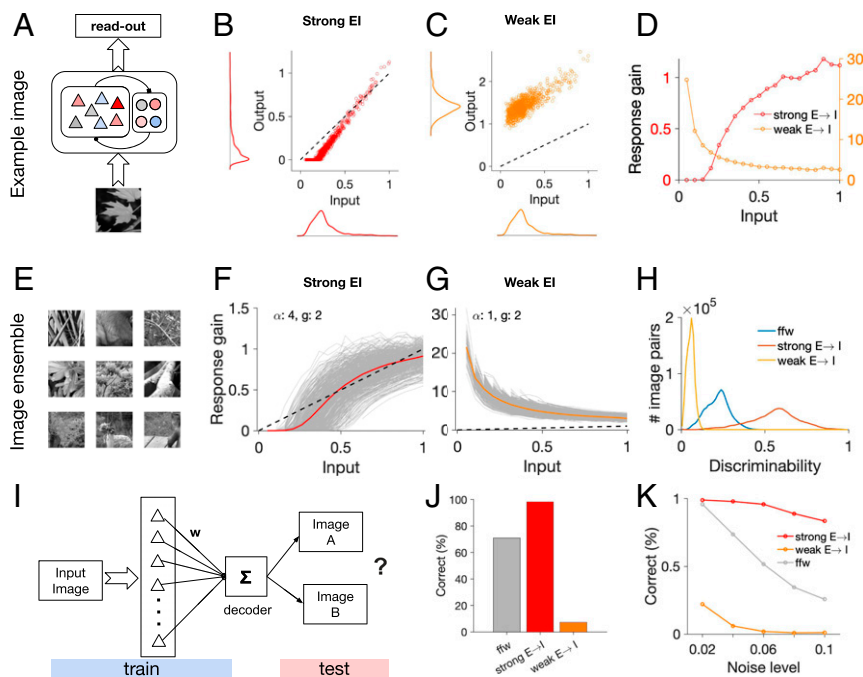 A
read-out
Example image
B
Strong EI
Output
1
0.5
0
0
0.5
1
Input
C
Weak EI
Output
2
1
0
0
0.5
1
Input
D
Response gain
1
0.5
0
30
20
10
0
strong E→ I
weak E→ I
0
0.5
1
Input
E
Image ensemble
F
Strong EI
α: 4, g: 2
Response gain
1.5
1.0
0.5
0
0
0.5
1
Input
G
Weak EI
α: 1, g: 2
40
30
20
10
0
0
0.5
1
Input
H
×10⁵
# image pairs
2
1
0
ffw
strong E→ I
weak E→ I
0
0.5
1
Discriminability
I
Input
Image
w
Σ
decoder
Image
A
Image
B
?
train
test
J
Correct (%)
100
80
60
40
20
0
ffw
strong E→I
weak E→ I
K
Correct (%)
1
0.5
0
strong E→I
weak E→I
ffw
0.02
0.06
0.1
Noise level